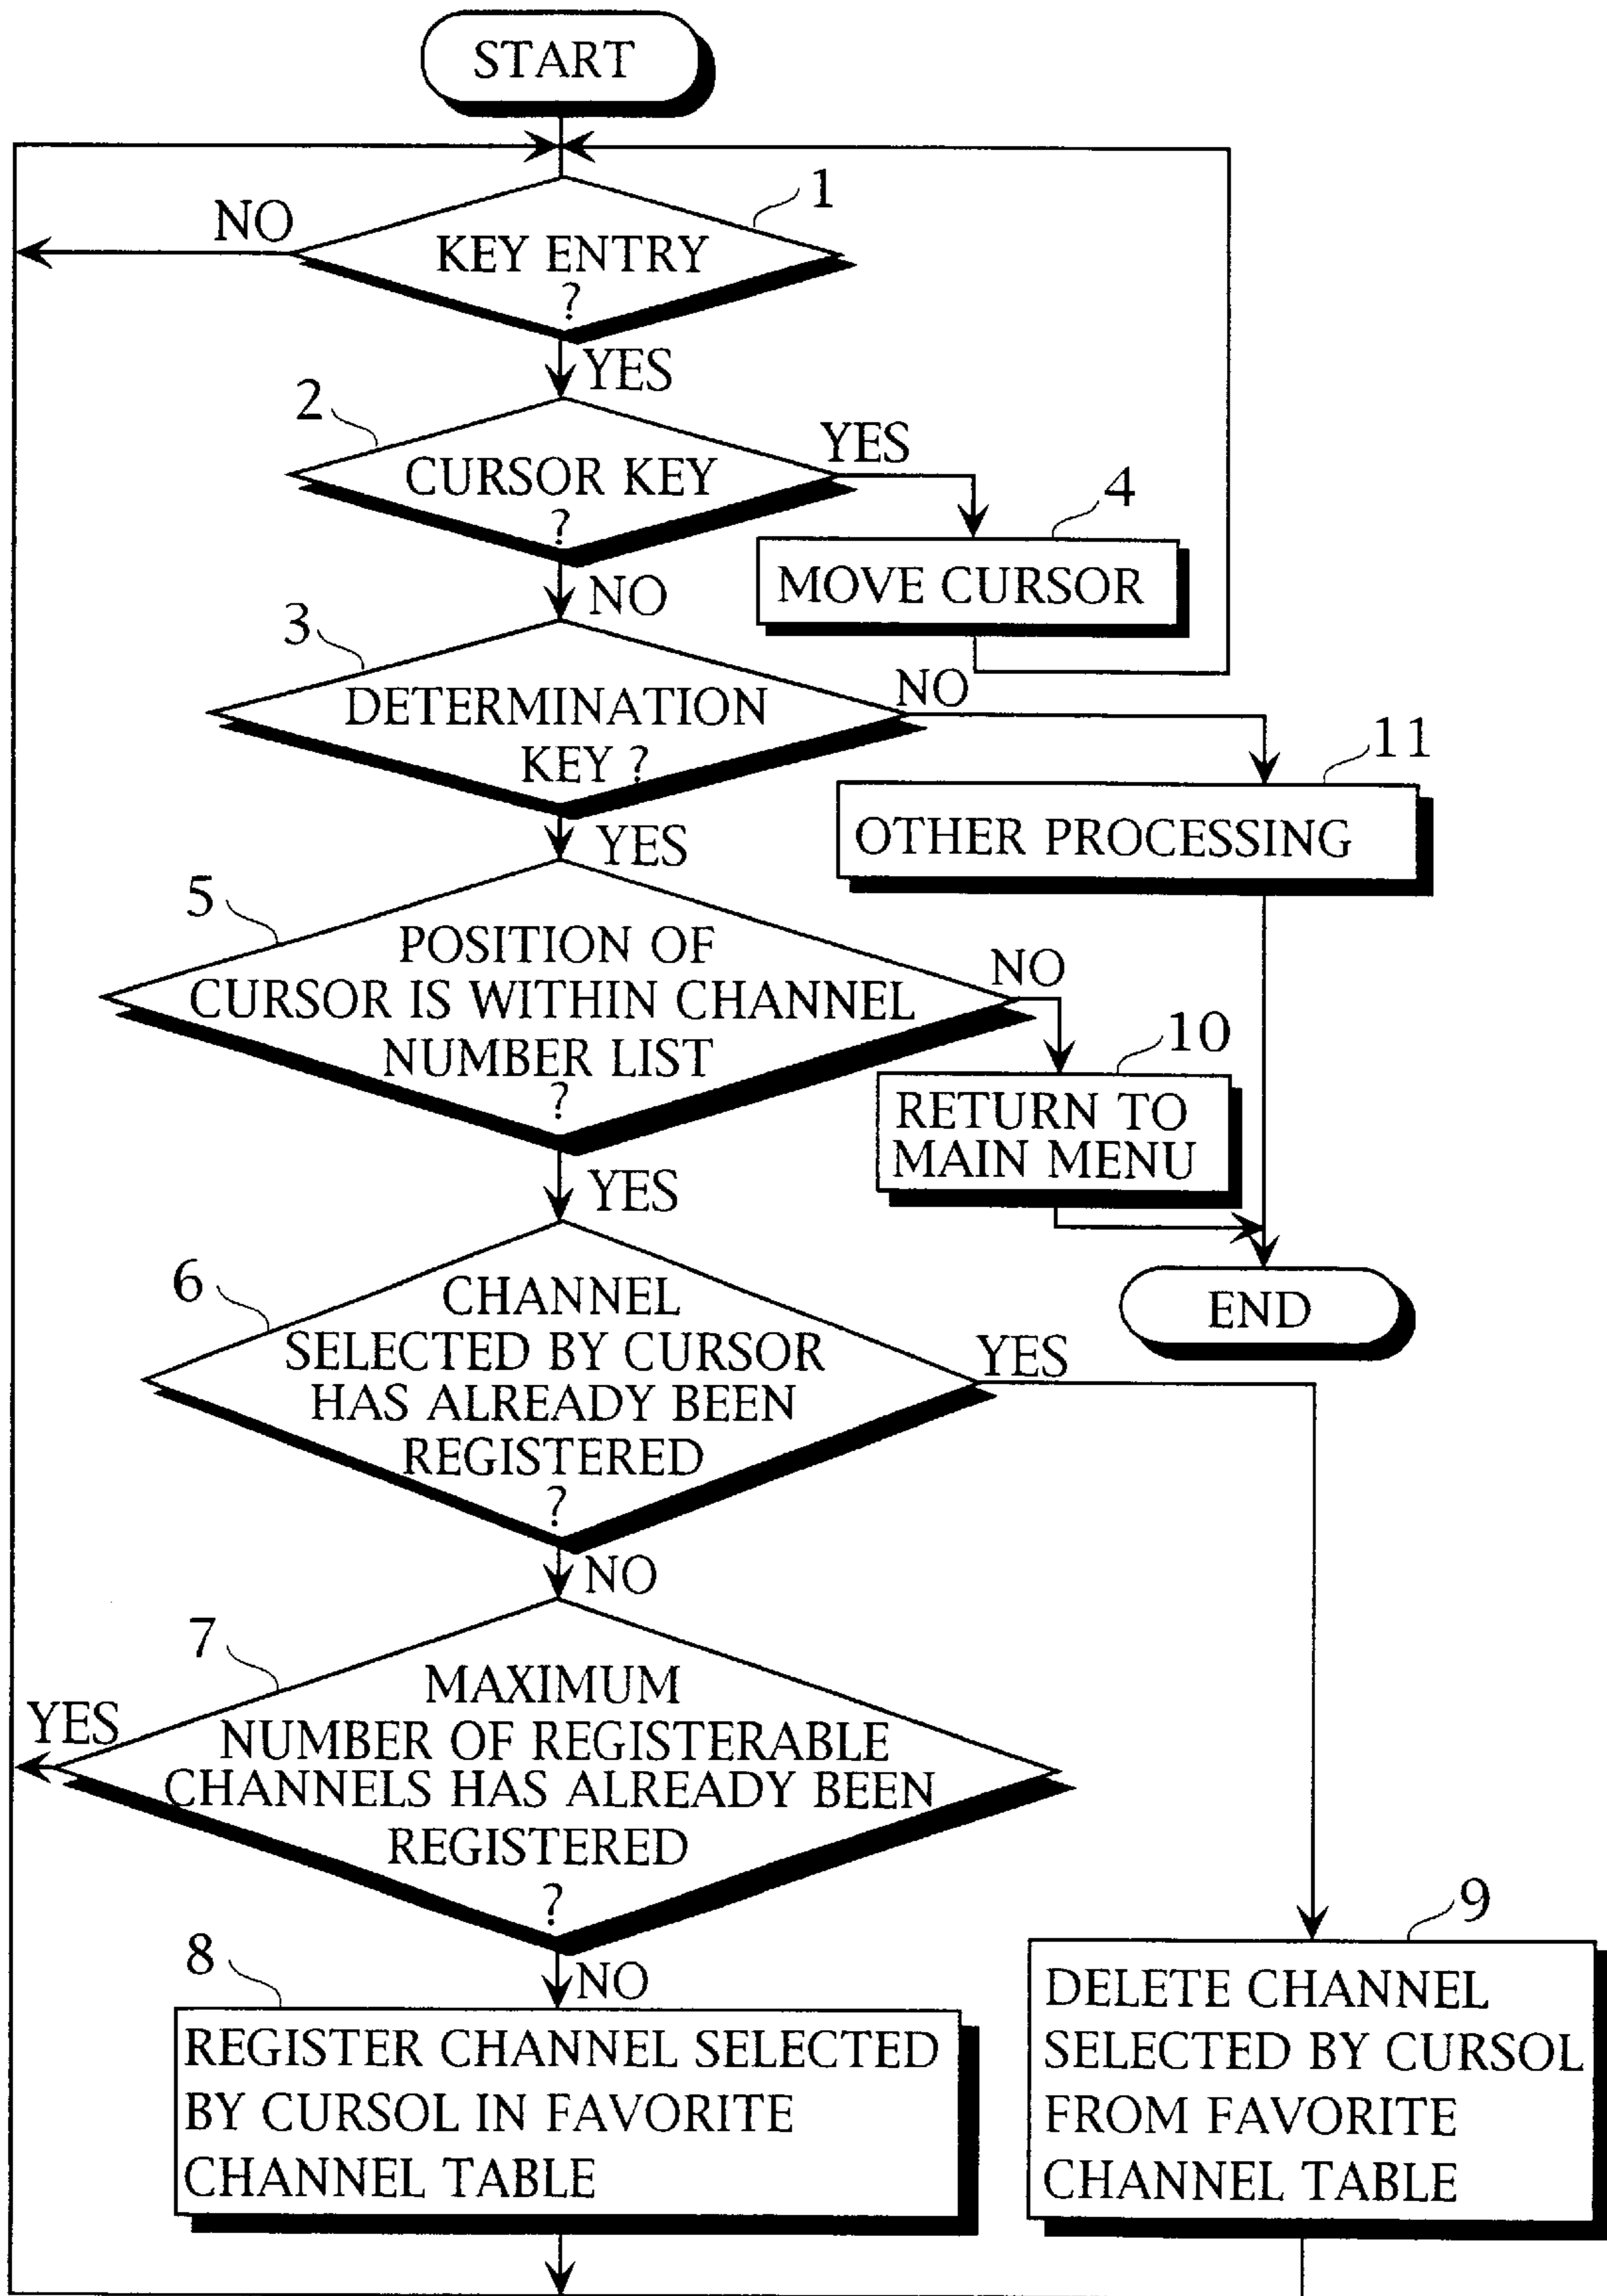 START
1
NO
KEY ENTRY
?
YES
2
CURSOR KEY
?
YES
4
MOVE CURSOR
NO
3
DETERMINATION
KEY ?
NO
11
OTHER PROCESSING
YES
5
POSITION OF
CURSOR IS WITHIN CHANNEL
NUMBER LIST
?
NO
10
RETURN TO
MAIN MENU
YES
END
6
CHANNEL
SELECTED BY CURSOR
HAS ALREADY BEEN
REGISTERED
?
YES
NO
7
MAXIMUM
NUMBER OF REGISTERABLE
CHANNELS HAS ALREADY BEEN
REGISTERED
?
YES
NO
8
REGISTER CHANNEL SELECTED
BY CURSOL IN FAVORITE
CHANNEL TABLE
9
DELETE CHANNEL
SELECTED BY CURSOL
FROM FAVORITE
CHANNEL TABLE